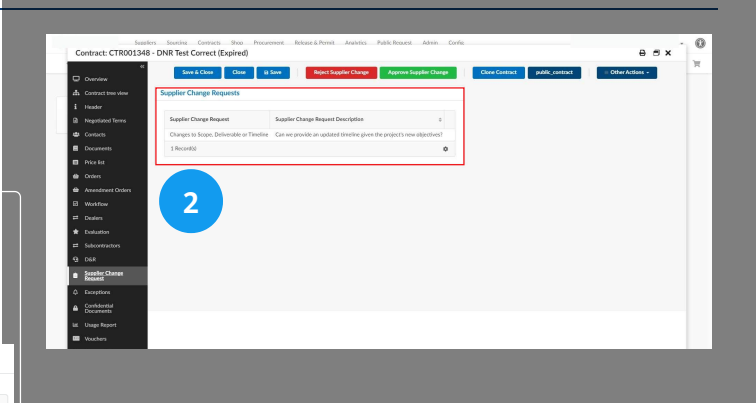 Suppliers Sourcing Contracts Shop Procurement Release & Permit Analytics Public Request Admin Config
Contract: CTR001348 - DNR Test Correct (Expired)
Save & Close Close Save Reject Supplier Change Approve Supplier Change Clone Contract public_contract Other Actions
Overview
Contract tree view
Header
Negotiated Terms
Contacts
Documents
Price list
Orders
Amendment Orders
Workflow
Dealers
Evaluation
Subcontractors
D&R
Supplier Change
Request
Exceptions
Confidential
Documents
Usage Report
Vouchers
Supplier Change Requests
Supplier Change Request Supplier Change Request Description
Changes to Scope, Deliverable or Timeline Can we provide an updated timeline given the project's new objectives?
1 Record(s)
2